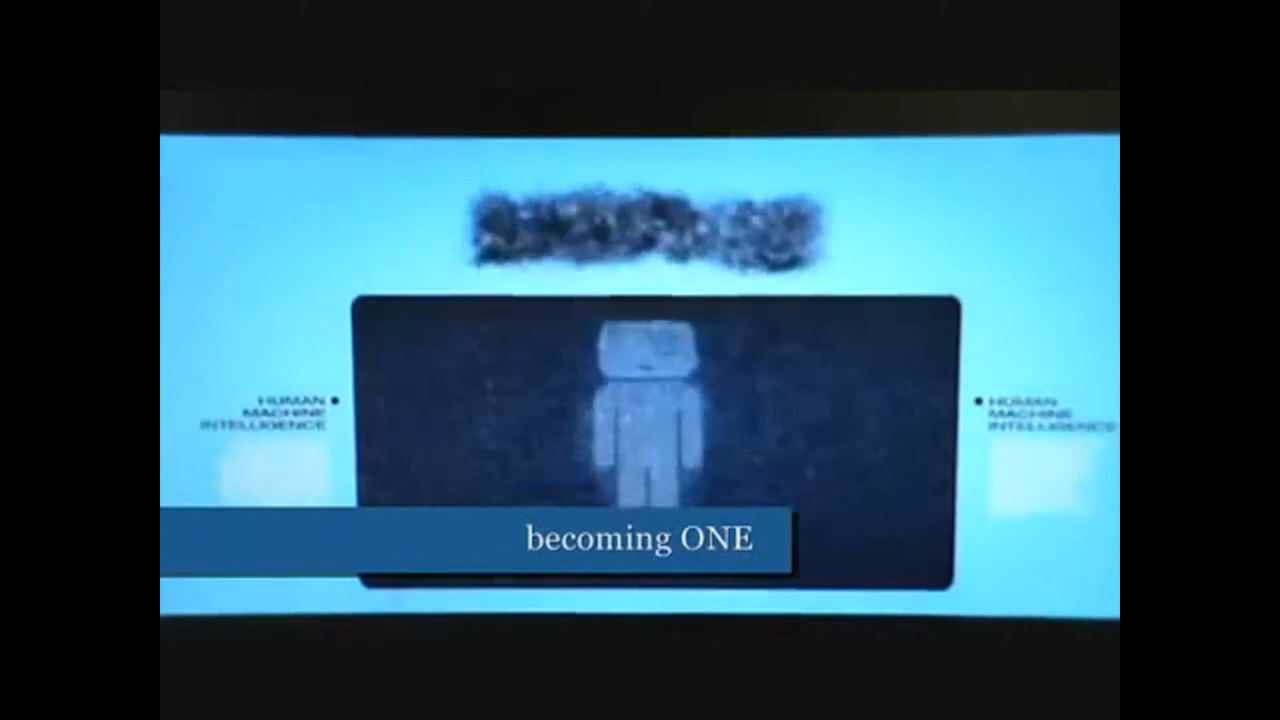 HUMAN
MACHINE
INTELLIGENCE
HUMAN
MACHINE
INTELLIGENCE
becoming ONE